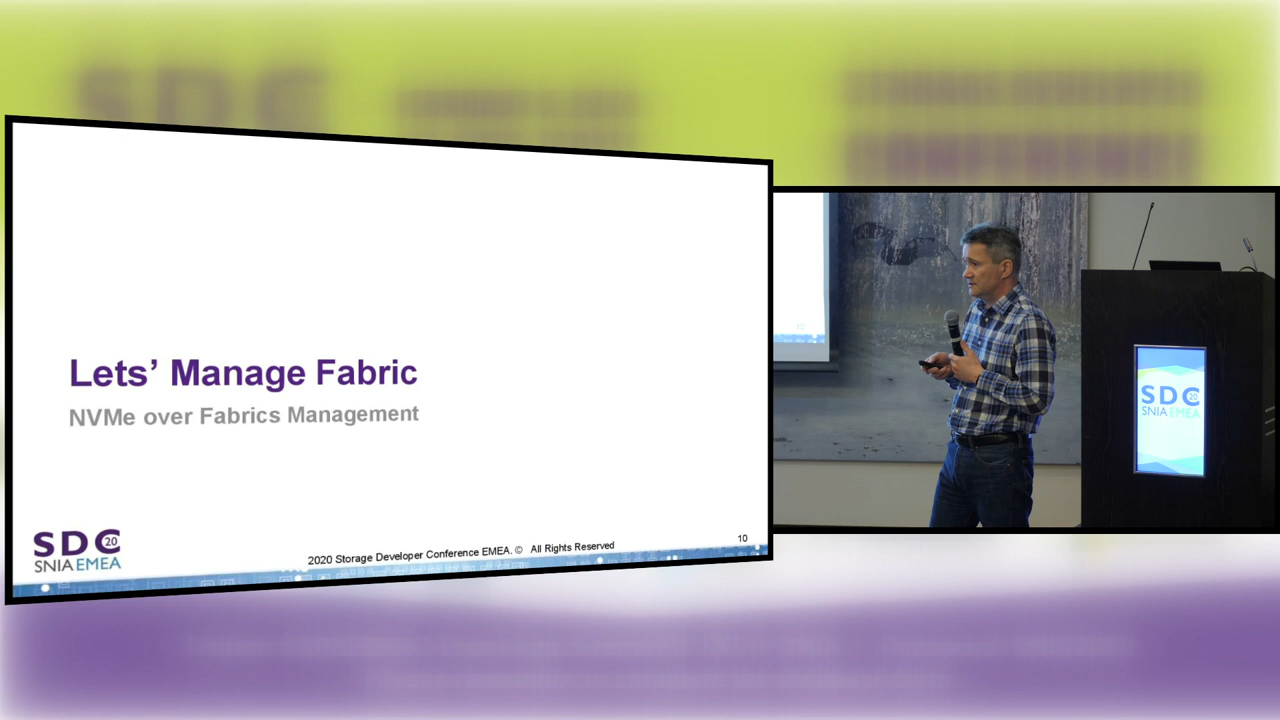 Lets’ Manage Fabric
NVMe over Fabrics Management
SDC
20
SNIA EMEA
2020 Storage Developer Conference EMEA. © All Rights Reserved
10
10
SDC
20
SNIA EMEA